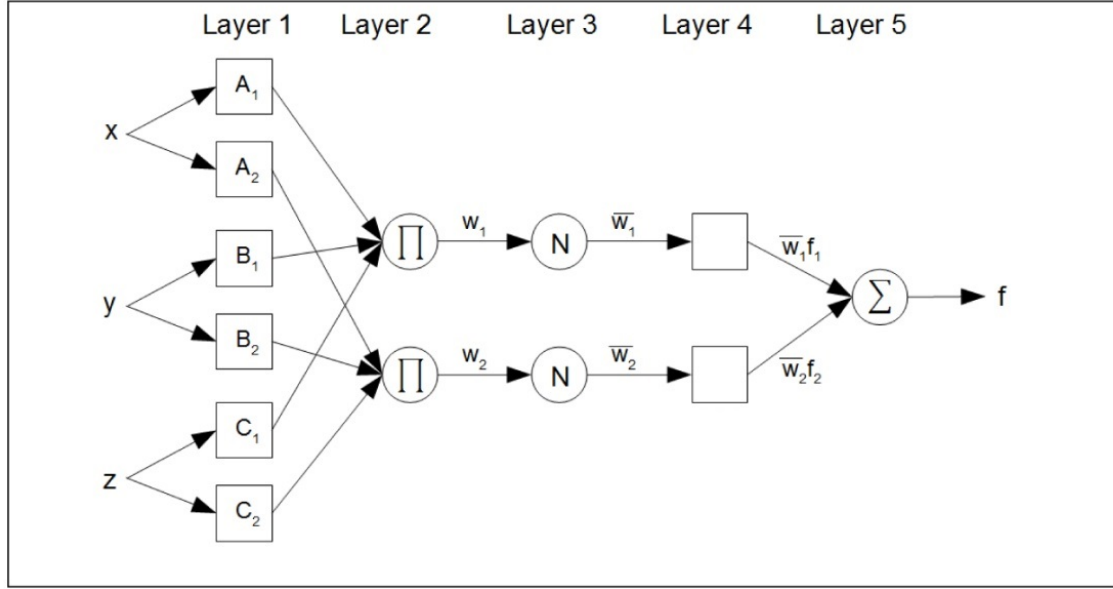 Layer 1 Layer 2 Layer 3 Layer 4 Layer 5
A₁
x
A₂
∏ w₁ N w̅₁ w̅₁f₁
B₁
y
B₂
∑ f
∏ w₂ N w̅₂ w̅₂f₂
C₁
z
C₂